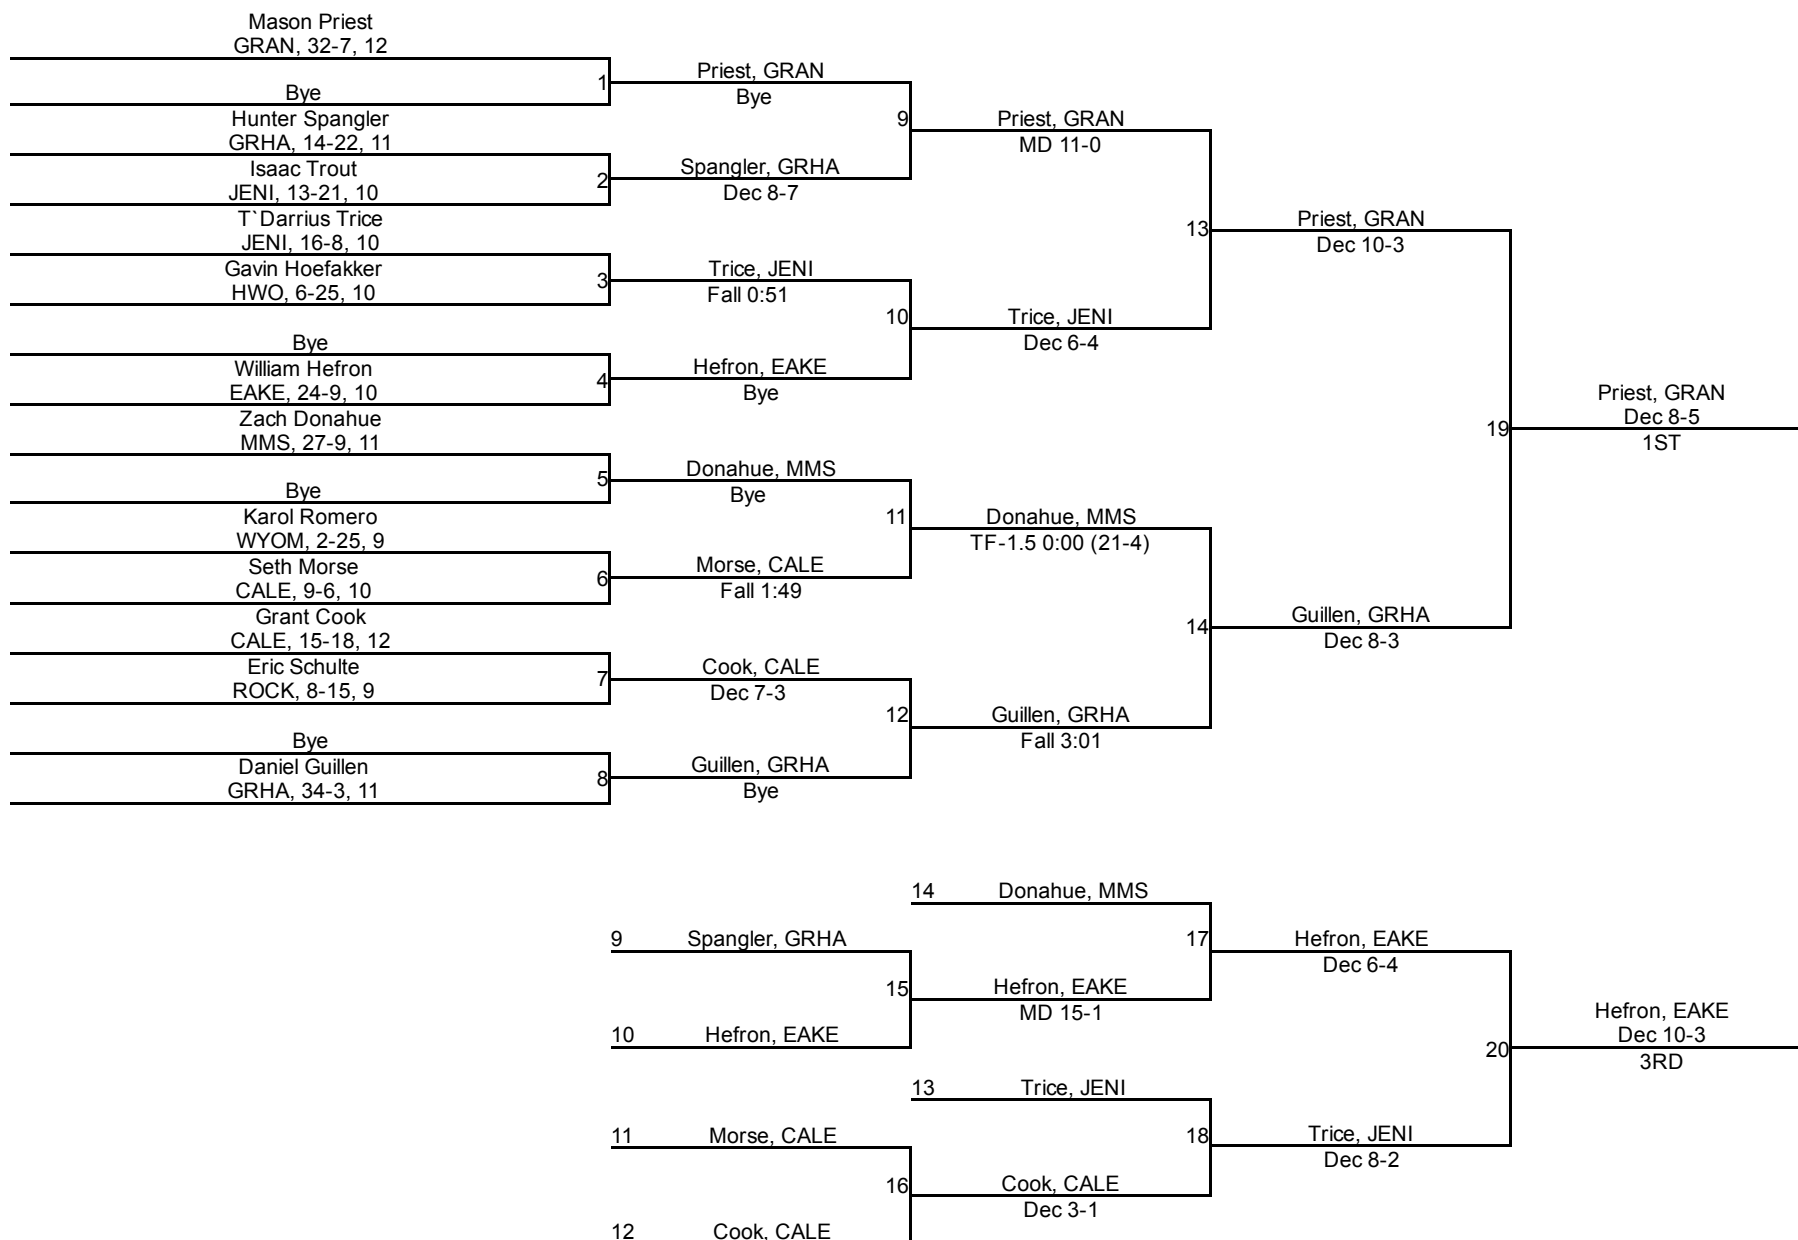 Mason Priest
GRAN, 32-7, 12
Bye
1
Hunter Spangler
GRHA, 14-22, 11
Isaac Trout
JENI, 13-21, 10
2
T`Darrius Trice
JENI, 16-8, 10
Gavin Hoefakker
HWO, 6-25, 10
3
Bye
William Hefron
EAKE, 24-9, 10
4
Zach Donahue
MMS, 27-9, 11
Bye
5
Karol Romero
WYOM, 2-25, 9
Seth Morse
CALE, 9-6, 10
6
Grant Cook
CALE, 15-18, 12
Eric Schulte
ROCK, 8-15, 9
7
Bye
Daniel Guillen
GRHA, 34-3, 11
8
Priest, GRAN
Bye
9
Spangler, GRHA
Dec 8-7
Trice, JENI
Fall 0:51
10
Hefron, EAKE
Bye
Donahue, MMS
Bye
11
Morse, CALE
Fall 1:49
Cook, CALE
Dec 7-3
12
Guillen, GRHA
Bye
Priest, GRAN
MD 11-0
13
Trice, JENI
Dec 6-4
Donahue, MMS
TF-1.5 0:00 (21-4)
14
Guillen, GRHA
Fall 3:01
Priest, GRAN
Dec 10-3
19
Guillen, GRHA
Dec 8-3
Priest, GRAN
Dec 8-5
1ST
9 Spangler, GRHA
15
10 Hefron, EAKE
11 Morse, CALE
16
12 Cook, CALE
14 Donahue, MMS
17
Hefron, EAKE
MD 15-1
13 Trice, JENI
18
Cook, CALE
Dec 3-1
Hefron, EAKE
Dec 6-4
20
Trice, JENI
Dec 8-2
Hefron, EAKE
Dec 10-3
3RD